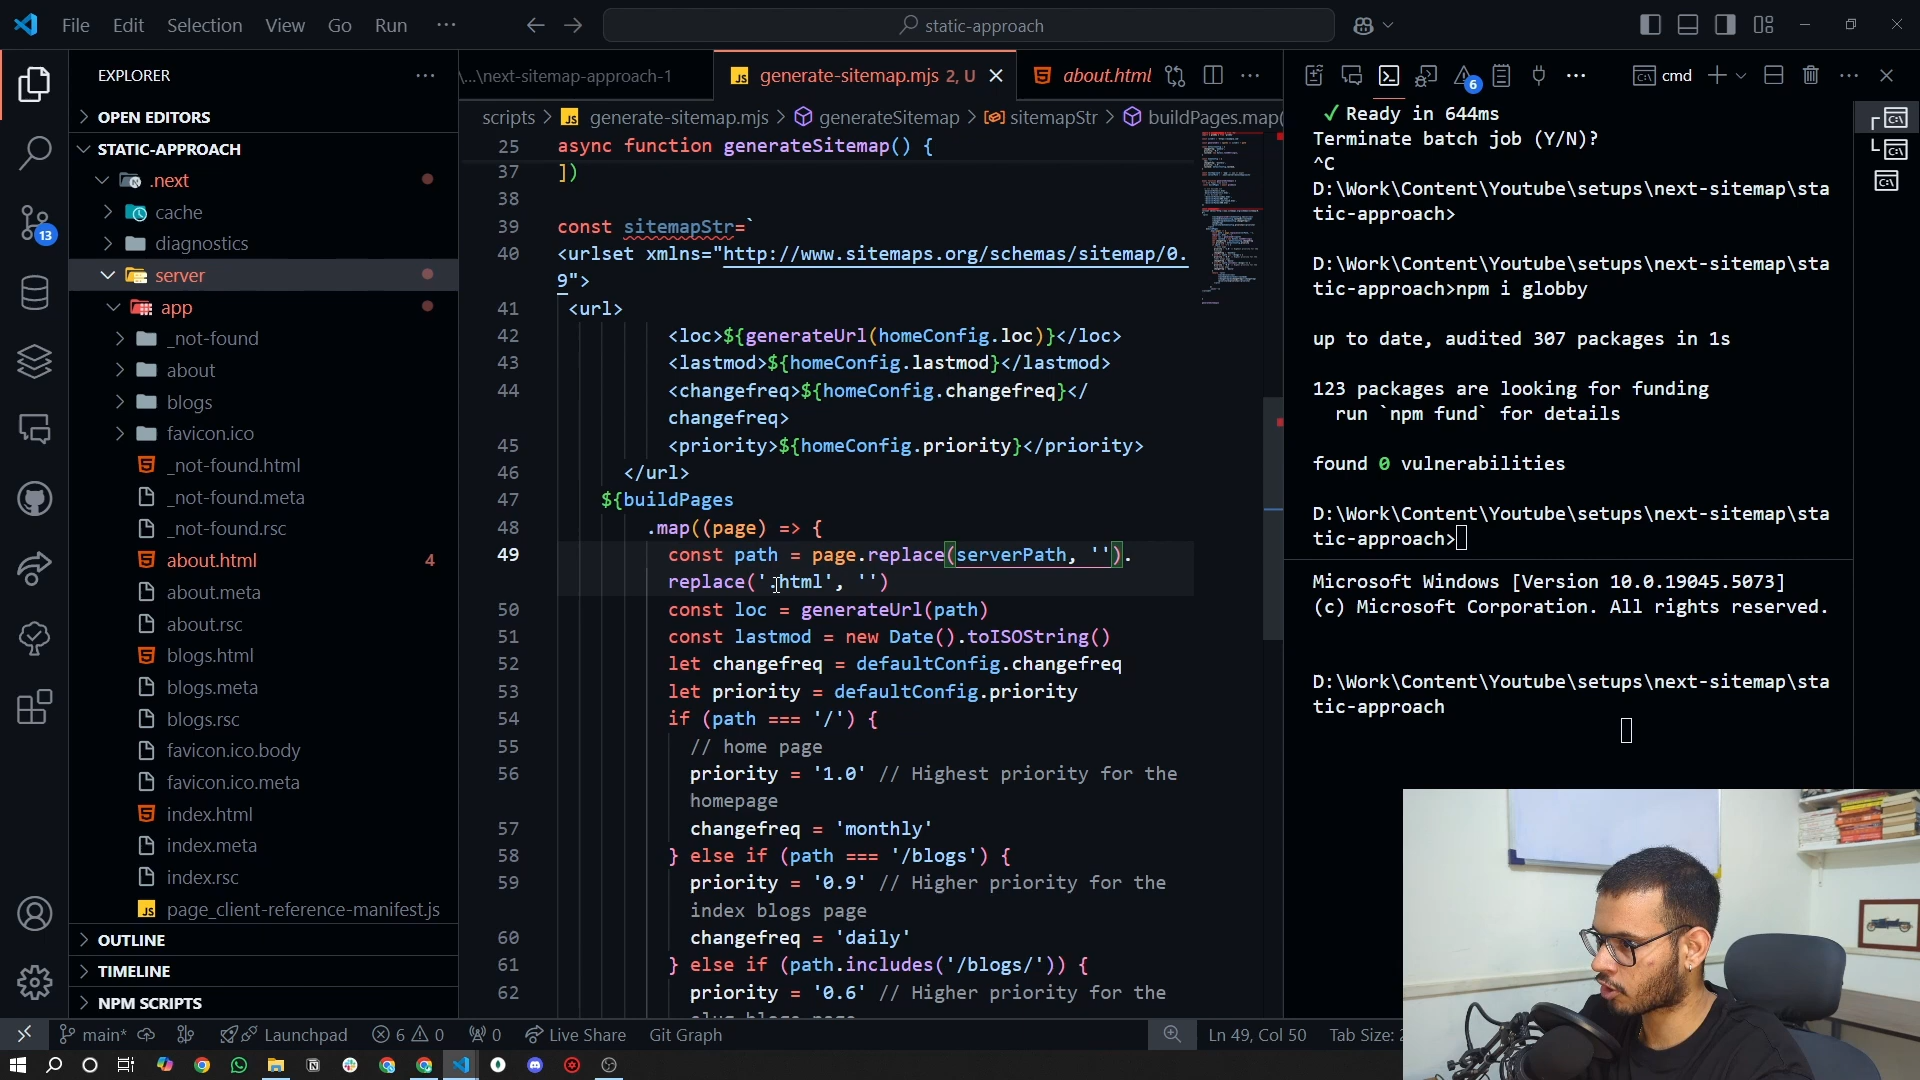 File Edit Selection View Go Run ···
static-approach
EXPLORER
OPEN EDITORS
STATIC-APPROACH
.next
cache
diagnostics
server
app
_not-found
about
blogs
favicon.ico
_not-found.html
_not-found.meta
_not-found.rsc
about.html 4
about.meta
about.rsc
blogs.html
blogs.meta
blogs.rsc
favicon.ico.body
favicon.ico.meta
index.html
index.meta
index.rsc
JS page_client-reference-manifest.js
OUTLINE
TIMELINE
NPM SCRIPTS
13
\...\next-sitemap-approach-1
JS generate-sitemap.mjs 2, U
about.html
scripts > JS generate-sitemap.mjs > generateSitemap > sitemapStr > buildPages.map(
25 async function generateSitemap() {
37 ])
38
39 const sitemapStr=`
40 <urlset xmlns="http://www.sitemaps.org/schemas/sitemap/0.
9">
41 <url>
42 <loc>${generateUrl(homeConfig.loc)}</loc>
43 <lastmod>${homeConfig.lastmod}</lastmod>
44 <changefreq>${homeConfig.changefreq}</
changefreq>
45 <priority>${homeConfig.priority}</priority>
46 </url>
47 ${buildPages
48 .map((page) => {
49 const path = page.replace(serverPath, '').
replace('.html', '')
50 const loc = generateUrl(path)
51 const lastmod = new Date().toISOString()
52 let changefreq = defaultConfig.changefreq
53 let priority = defaultConfig.priority
54 if (path === '/') {
55 // home page
56 priority = '1.0' // Highest priority for the
homepage
57 changefreq = 'monthly'
58 } else if (path === '/blogs') {
59 priority = '0.9' // Higher priority for the
index blogs page
60 changefreq = 'daily'
61 } else if (path.includes('/blogs/')) {
62 priority = '0.6' // Higher priority for the
slug blogs page
6
cmd
✓ Ready in 644ms
Terminate batch job (Y/N)?
^C
D:\Work\Content\Youtube\setups\next-sitemap\sta
tic-approach>
D:\Work\Content\Youtube\setups\next-sitemap\sta
tic-approach>npm i globby
up to date, audited 307 packages in 1s
123 packages are looking for funding
run `npm fund` for details
found 0 vulnerabilities
D:\Work\Content\Youtube\setups\next-sitemap\sta
tic-approach>
Microsoft Windows [Version 10.0.19045.5073]
(c) Microsoft Corporation. All rights reserved.
D:\Work\Content\Youtube\setups\next-sitemap\sta
tic-approach
main* Launchpad 6 0 0 Live Share Git Graph
Ln 49, Col 50 Tab Size: